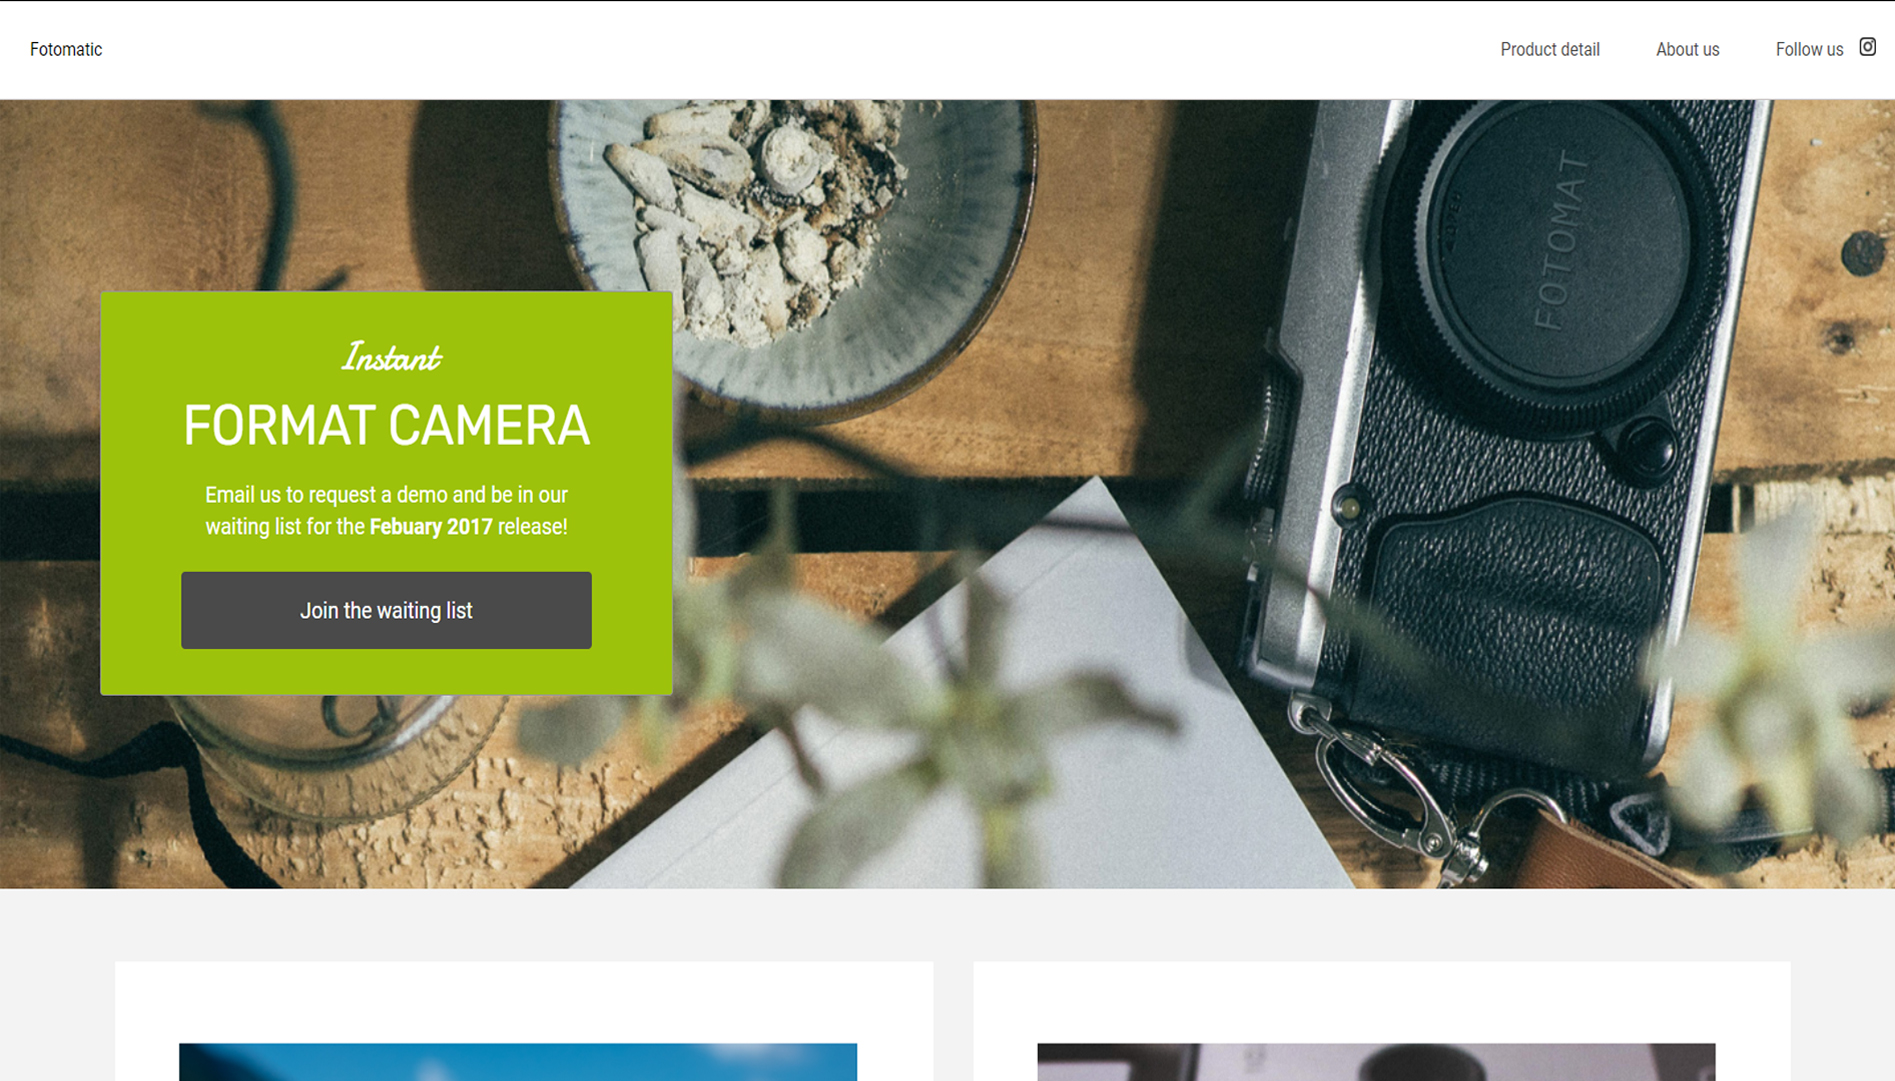 Fotomatic
Product detail
About us
Follow us
Instant
FORMAT CAMERA
Email us to request a demo and be in our
waiting list for the Febuary 2017 release!
Join the waiting list
FOTOMAT